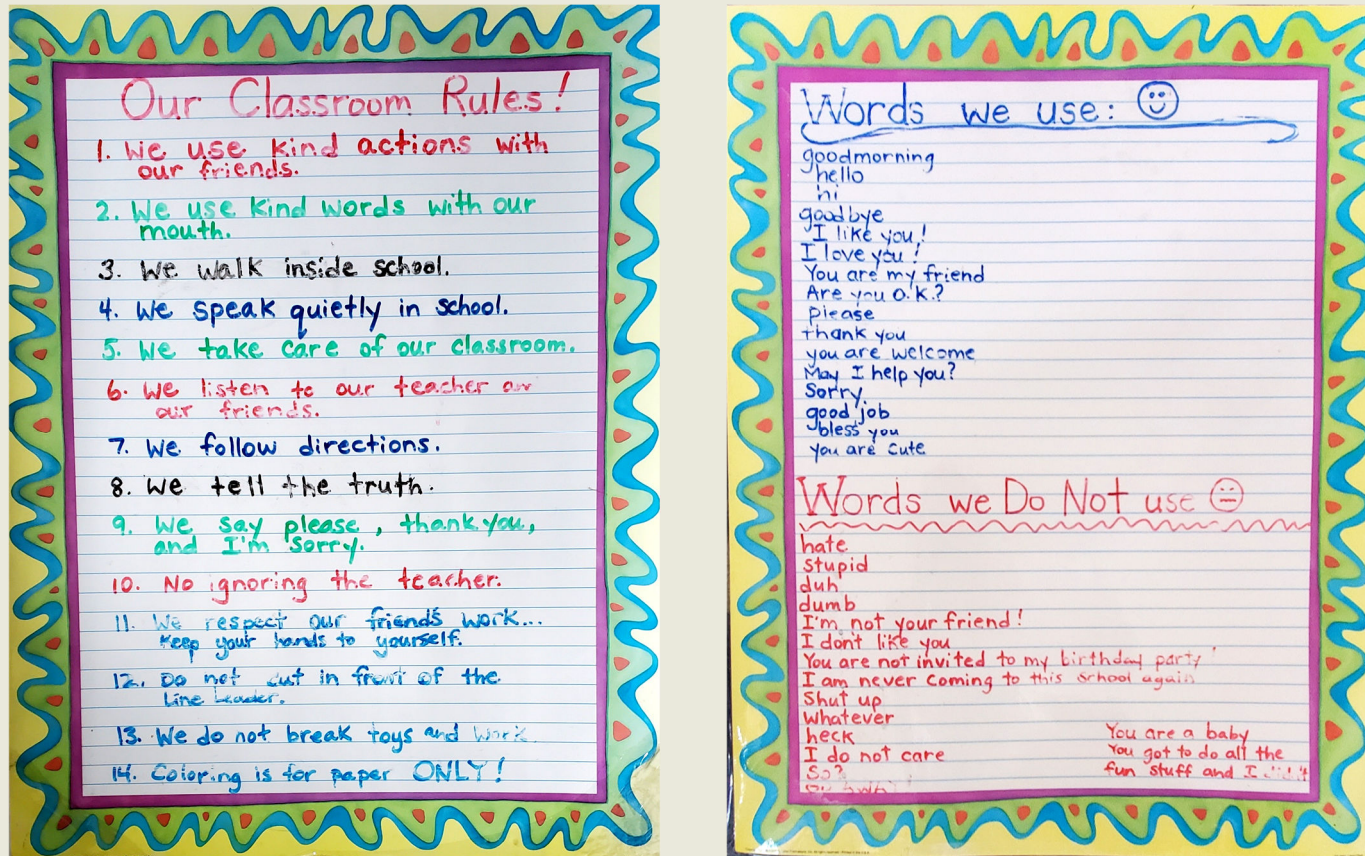 Our Classroom Rules!
1. We use kind actions with
our friends.
2. We use kind words with our
mouth.
3. We walk inside school.
4. We speak quietly in school.
5. We take care of our classroom.
6. We listen to our teacher
our friends.
7. We follow directions.
8. We tell the truth.
9. We say please, thank you,
and I'm sorry.
10. No ignoring the teacher.
11. We respect our friend's work...
keep your hands to yourself.
12. Do not cut in front of the
Line Leader.
13. We do not break toys and work
14. Coloring is for paper ONLY!
Words we use:
goodmorning
hello
hi
goodbye
I like you!
I love you!
You are my friend
Are you O.K.?
please
thank you
you are welcome
May I help you?
Sorry
good job
bless you
you are cute
Words we Do Not use
hate
stupid
duh
dumb
I'm not your friend!
I don't like you
You are not invited to my birthday party
I am never coming to this school again
Shut up
Whatever
heck
I do not care
So?
You are a baby
You got to do all the
fun stuff and I didn't